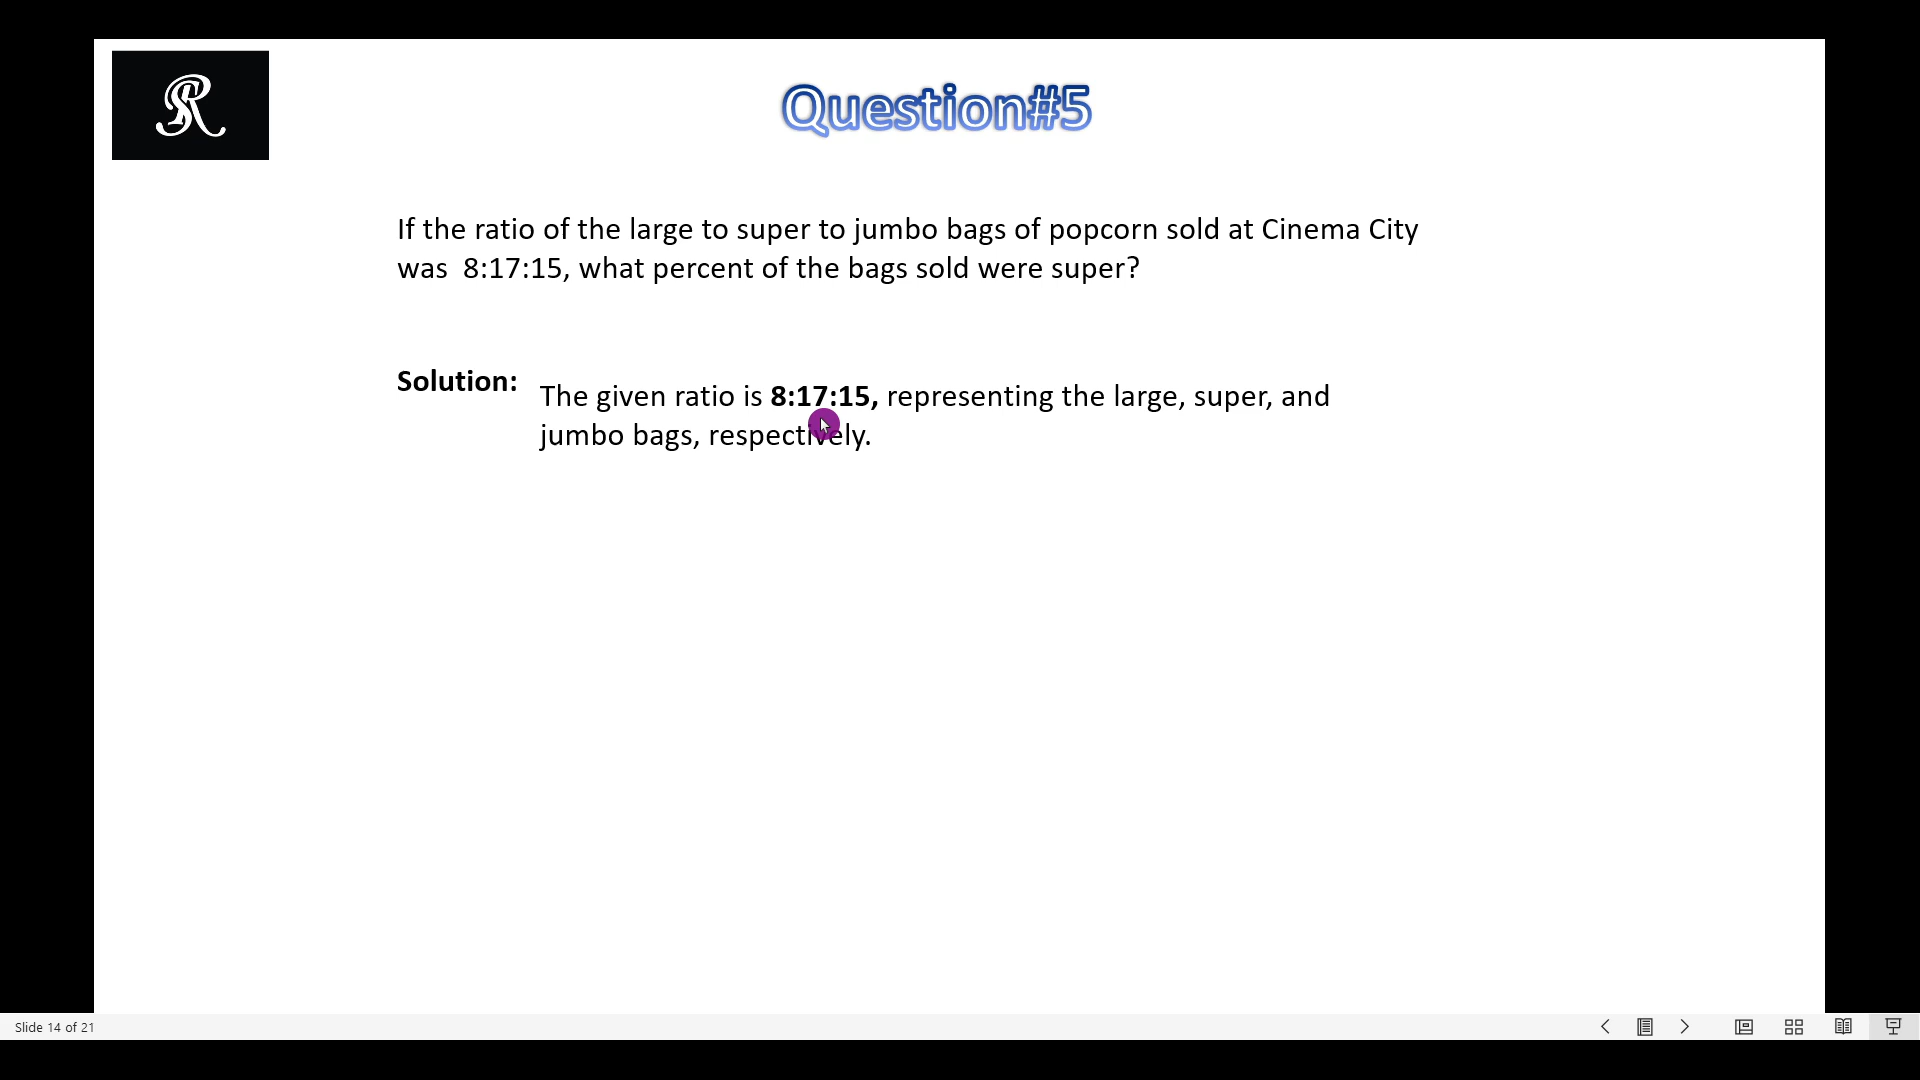 SR
Question#5
If the ratio of the large to super to jumbo bags of popcorn sold at Cinema City
was  8:17:15, what percent of the bags sold were super?
Solution:
The given ratio is 8:17:15, representing the large, super, and
jumbo bags, respectively.
Slide 14 of 21